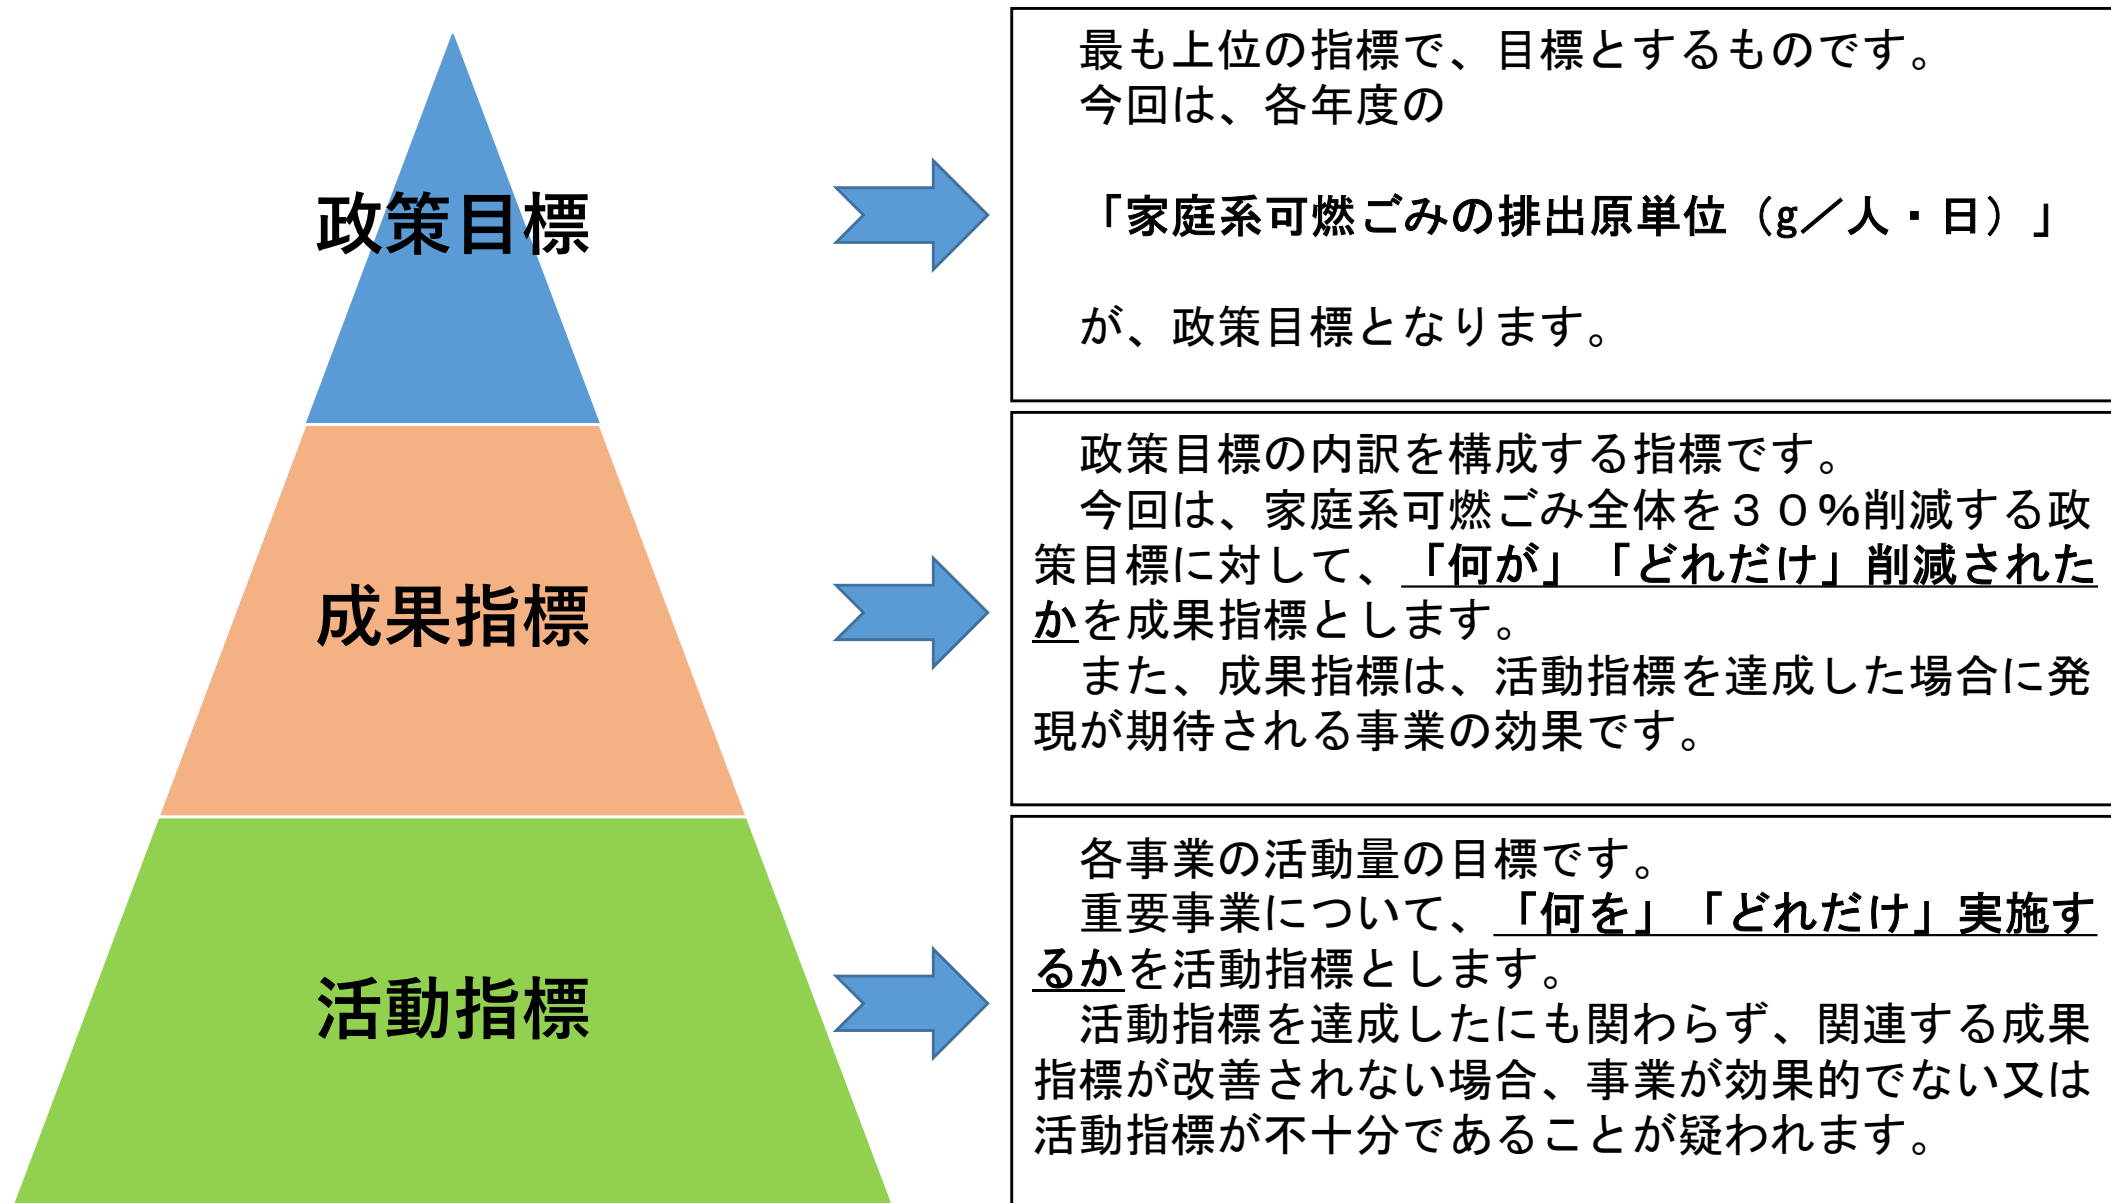 政策目標
最も上位の指標で、目標とするものです。
今回は、各年度の
「家庭系可燃ごみの排出原単位（g／人・日）」
が、政策目標となります。
成果指標
政策目標の内訳を構成する指標です。
今回は、家庭系可燃ごみ全体を３０％削減する政
策目標に対して、「何が」「どれだけ」削減された
かを成果指標とします。
また、成果指標は、活動指標を達成した場合に発
現が期待される事業の効果です。
活動指標
各事業の活動量の目標です。
重要事業について、「何を」「どれだけ」実施す
るかを活動指標とします。
活動指標を達成したにも関わらず、関連する成果
指標が改善されない場合、事業が効果的でない又は
活動指標が不十分であることが疑われます。